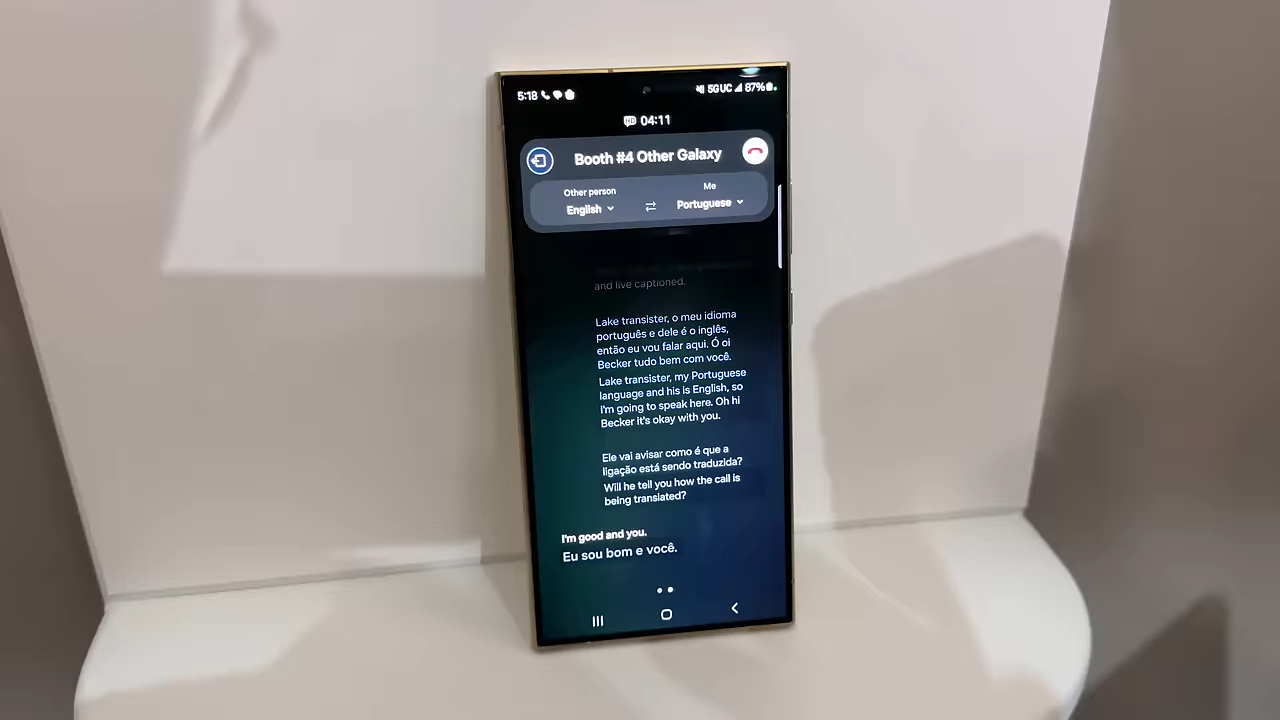 5:18
5G UC 87%
HD 04:11
Booth #4 Other Galaxy
Other person
Me
English
Portuguese
and live captioned.
Lake transister, o meu idioma
português e dele é o inglês,
então eu vou falar aqui. Ó oi
Becker tudo bem com você.
Lake transister, my Portuguese
language and his is English, so
I'm going to speak here. Oh hi
Becker it's okay with you.
Ele vai avisar como é que a
ligação está sendo traduzida?
Will he tell you how the call is
being translated?
I'm good and you.
Eu sou bom e você.